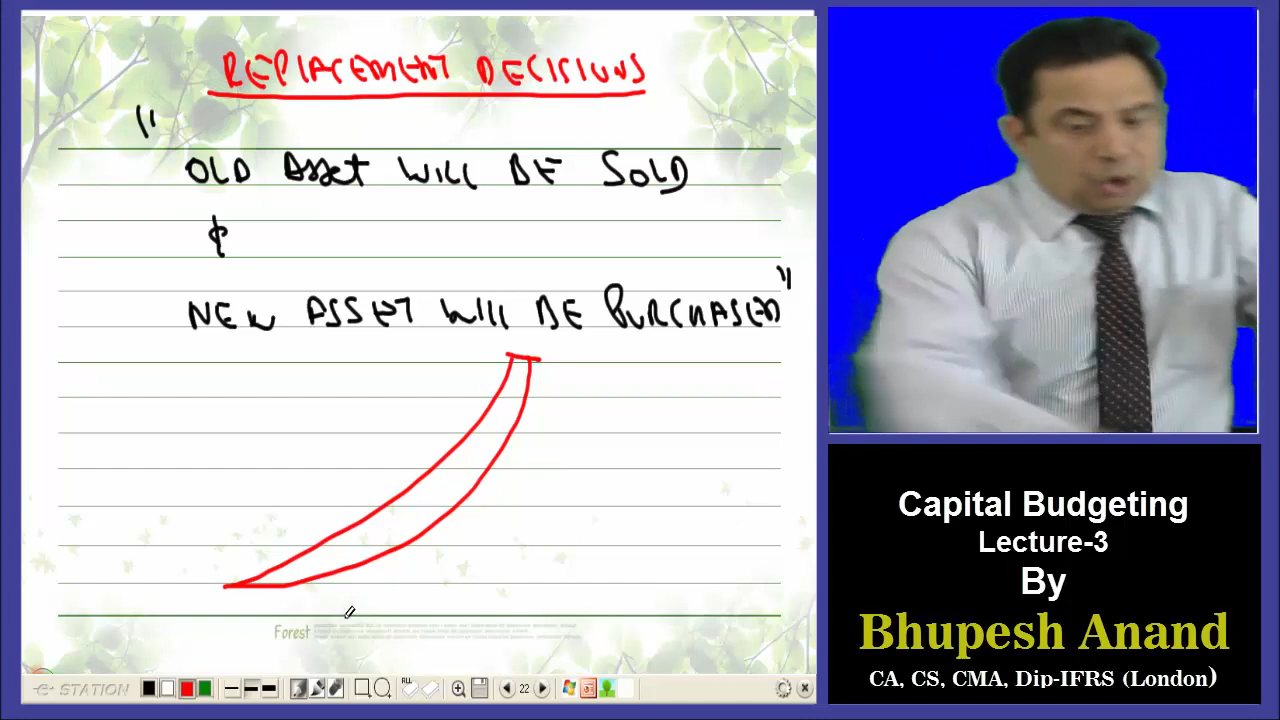 REPLACEMENT DECISIONS
"
OLD Asset WILL BE SOLD
&
NEW ASSET WILL BE PURCHASED"
Forest
e-STATION
ALL
22
Capital Budgeting
Lecture-3
By
Bhupesh Anand
CA, CS, CMA, Dip-IFRS (London)